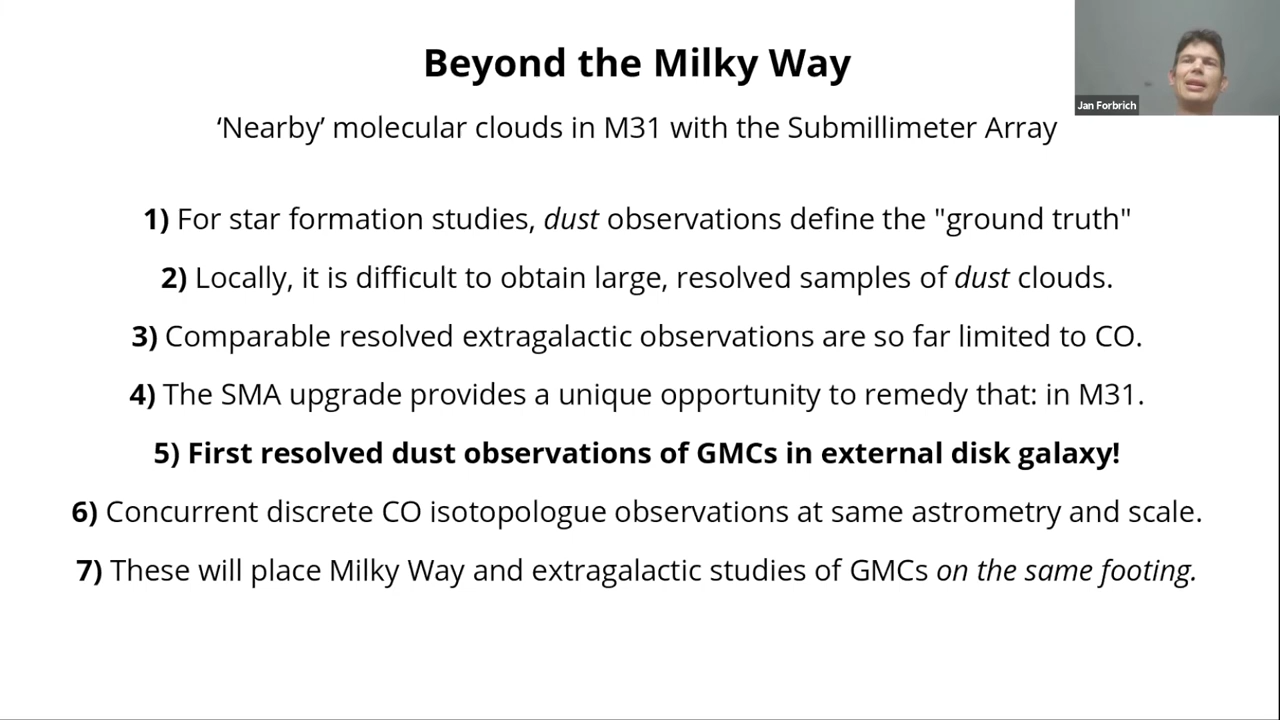 Beyond the Milky Way
Jan Forbrich
‘Nearby’ molecular clouds in M31 with the Submillimeter Array
1) For star formation studies, dust observations define the "ground truth"
2) Locally, it is difficult to obtain large, resolved samples of dust clouds.
3) Comparable resolved extragalactic observations are so far limited to CO.
4) The SMA upgrade provides a unique opportunity to remedy that: in M31.
5) First resolved dust observations of GMCs in external disk galaxy!
6) Concurrent discrete CO isotopologue observations at same astrometry and scale.
7) These will place Milky Way and extragalactic studies of GMCs on the same footing.